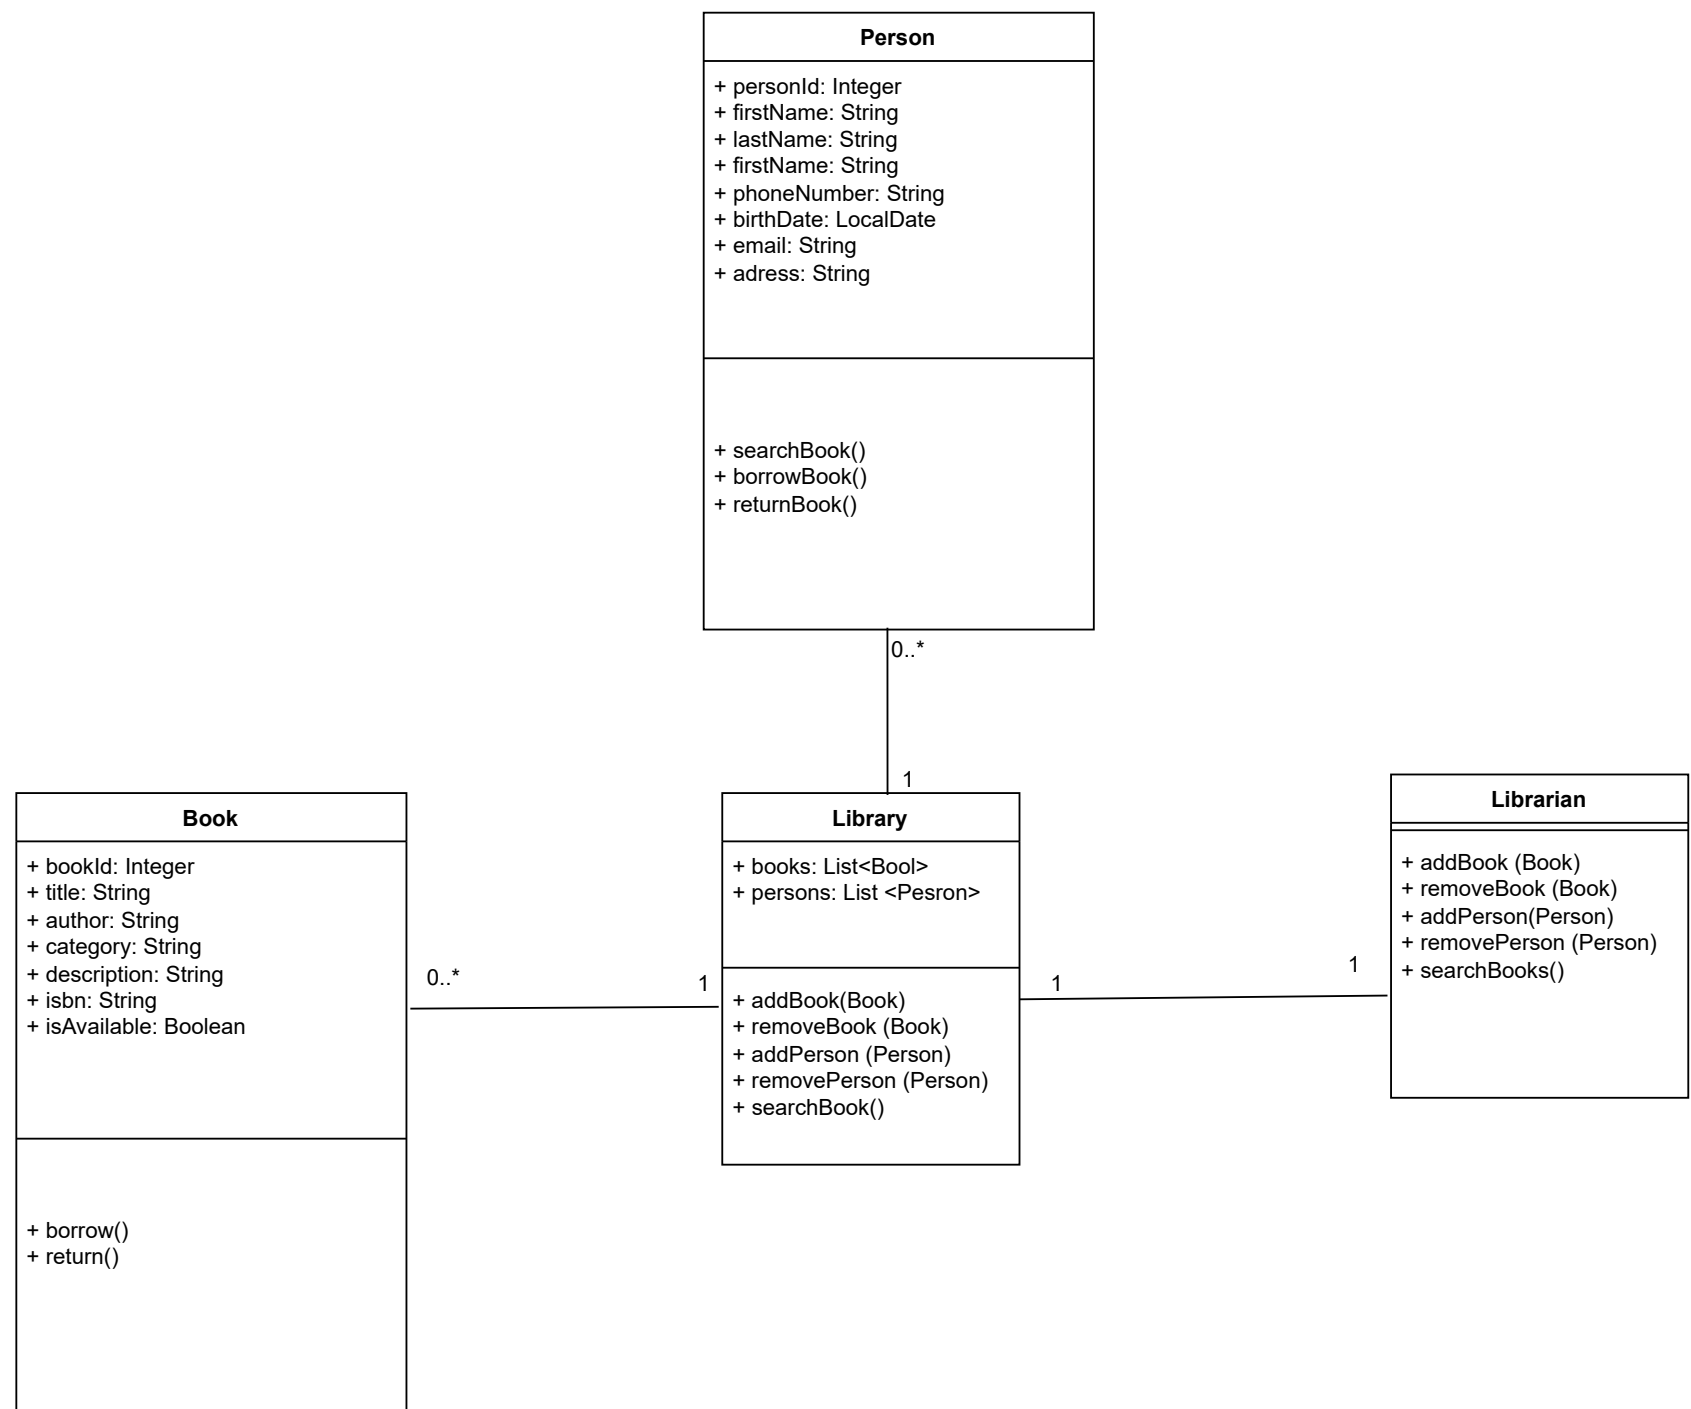 Person
+ personId: Integer
+ firstName: String
+ lastName: String
+ firstName: String
+ phoneNumber: String
+ birthDate: LocalDate
+ email: String
+ adress: String
+ searchBook()
+ borrowBook()
+ returnBook()
0..*
1
Book
+ bookId: Integer
+ title: String
+ author: String
+ category: String
+ description: String
+ isbn: String
+ isAvailable: Boolean
+ borrow()
+ return()
0..*
1
Library
+ books: List<Bool>
+ persons: List <Pesron>
+ addBook(Book)
+ removeBook (Book)
+ addPerson (Person)
+ removePerson (Person)
+ searchBook()
1
1
Librarian
+ addBook (Book)
+ removeBook (Book)
+ addPerson(Person)
+ removePerson (Person)
+ searchBooks()